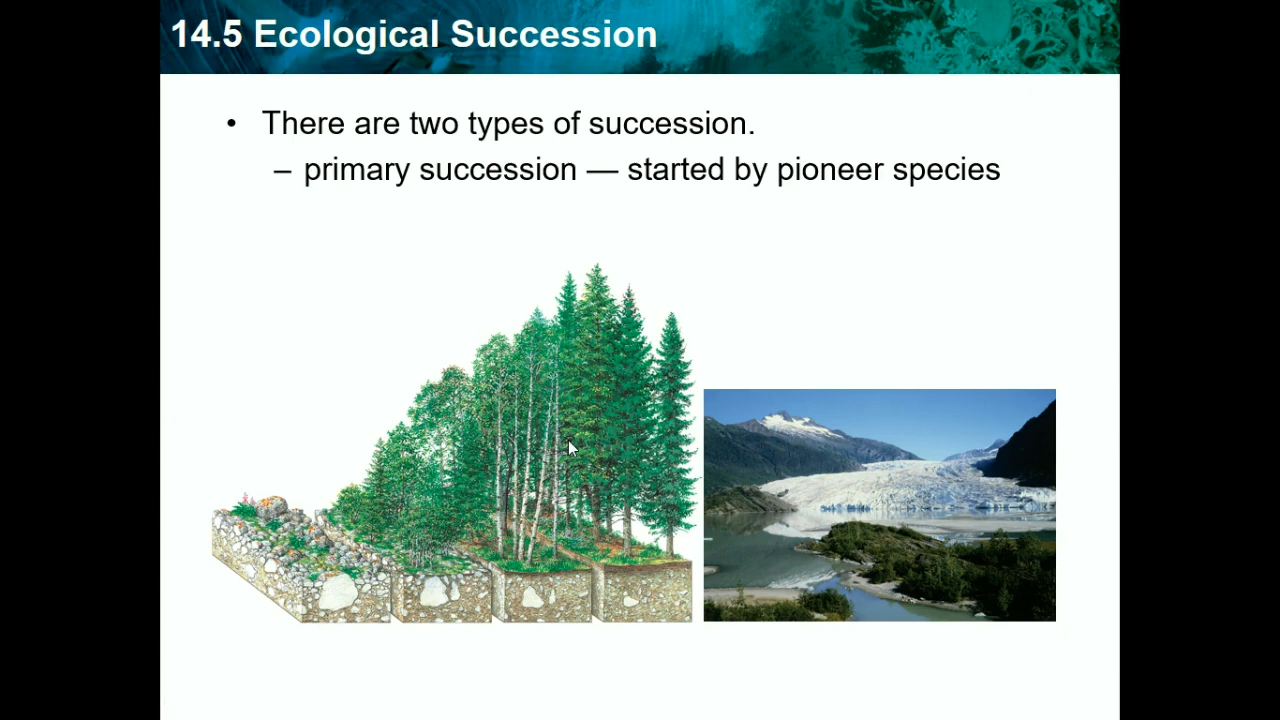 14.5 Ecological Succession
• There are two types of succession.
– primary succession — started by pioneer species